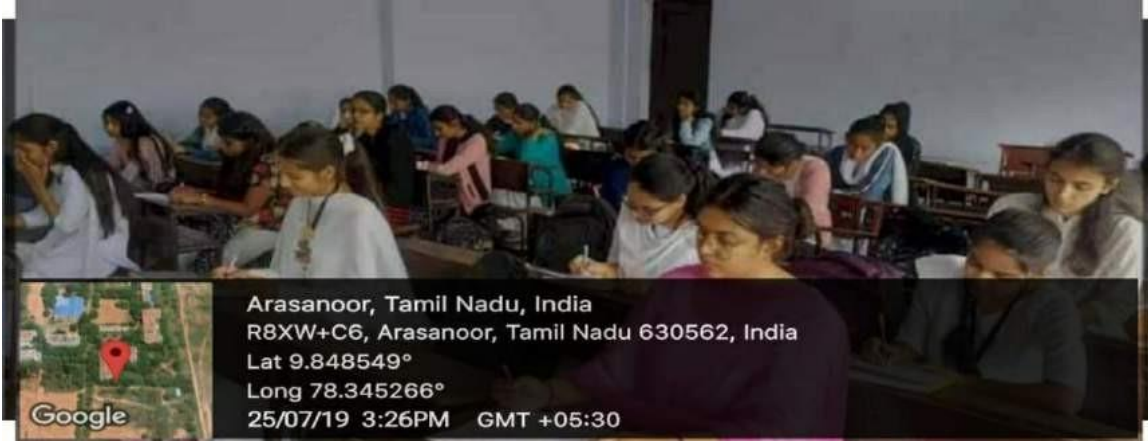 Arasanoor, Tamil Nadu, India
R8XW+C6, Arasanoor, Tamil Nadu 630562, India
Lat 9.848549°
Long 78.345266°
25/07/19 3:26PM GMT +05:30
Google